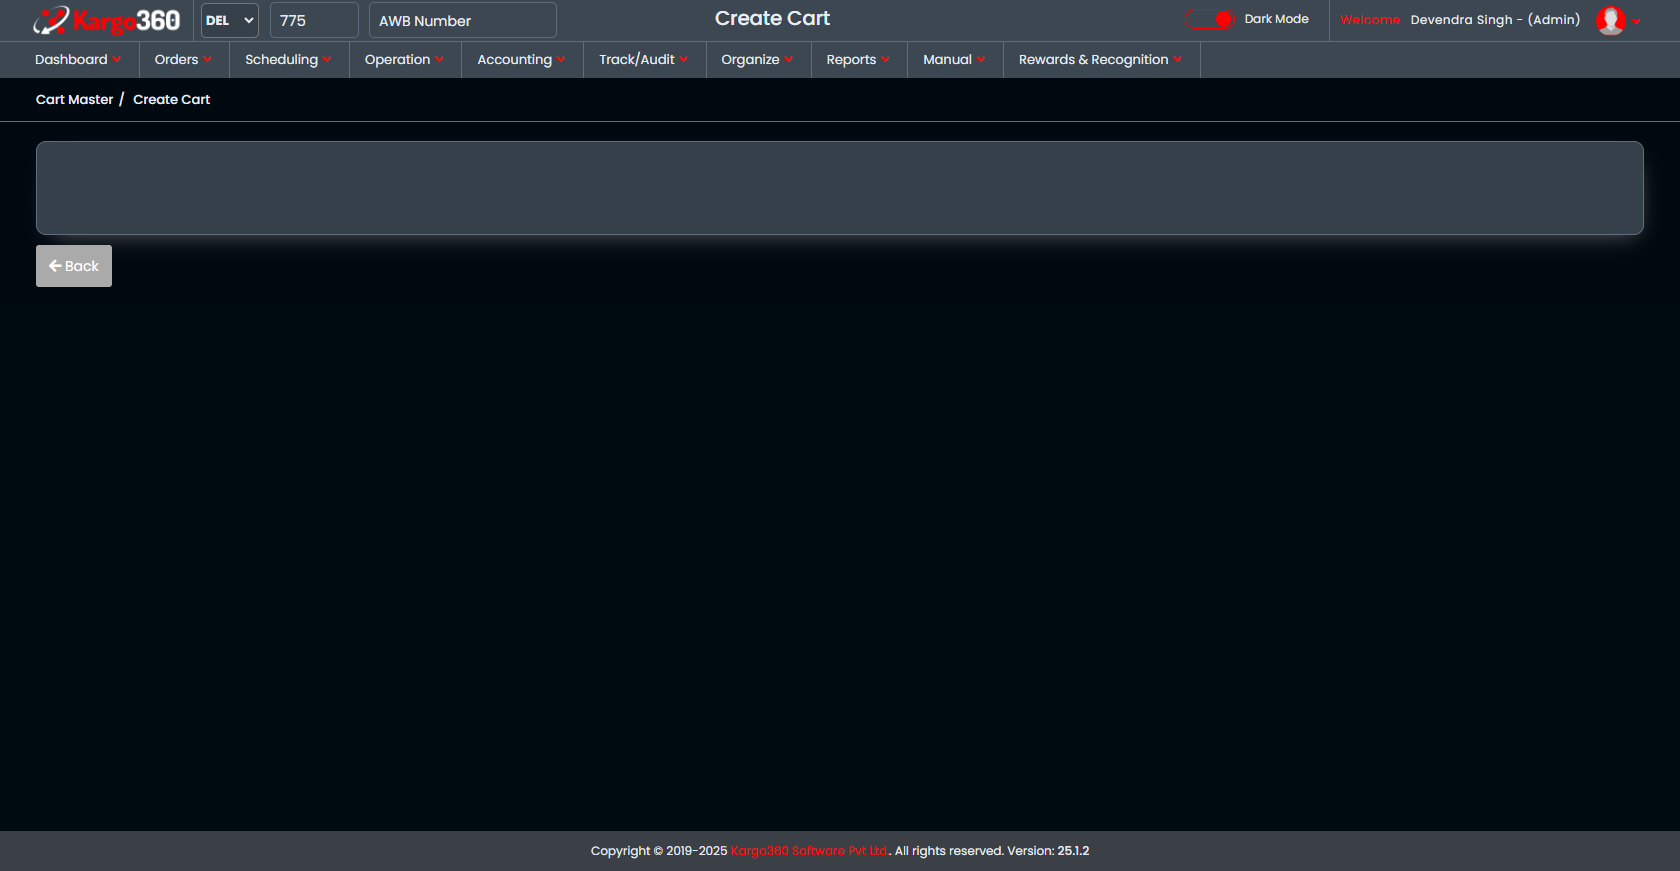 Kargo360 DEL 775 AWB Number Create Cart Dark Mode Welcome Devendra Singh - (Admin)
Dashboard Orders Scheduling Operation Accounting Track/Audit Organize Reports Manual Rewards & Recognition
Cart Master / Create Cart
Back
Copyright © 2019-2025 Kargo360 Software Pvt Ltd.. All rights reserved. Version: 25.1.2